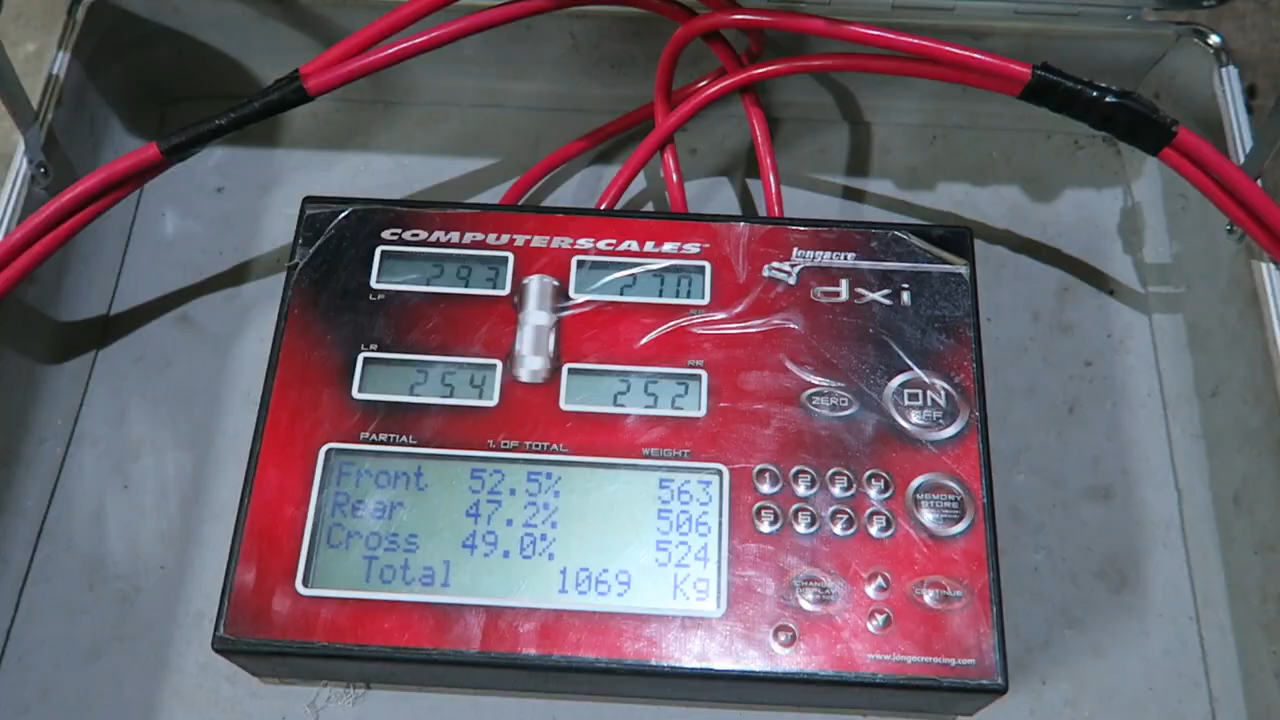 COMPUTERSCALES
longacre
dxi
293
270
LF
RF
LR
RR
254
252
ZERO
ON
OFF
PARTIAL
% OF TOTAL
WEIGHT
Front 52.5% 563
Rear 47.2% 506
Cross 49.0% 524
Total 1069 Kg
1 2 3 4
5 6 7 8
MEMORY
STORE
CHANGE
DISPLAY
CONTINUE
www.longacreracing.com